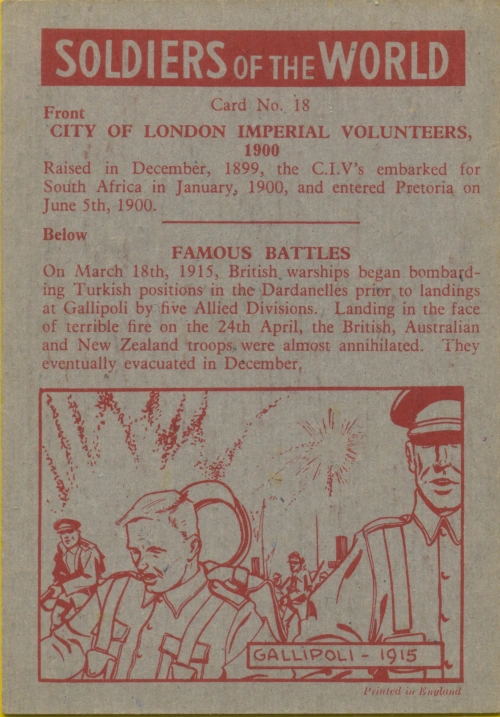 SOLDIERS OF THE WORLD
Card No. 18
Front
CITY OF LONDON IMPERIAL VOLUNTEERS,
1900
Raised in December, 1899, the C.I.V's embarked for
South Africa in January, 1900, and entered Pretoria on
June 5th, 1900.
Below
FAMOUS BATTLES
On March 18th, 1915, British warships began bombard-
ing Turkish positions in the Dardanelles prior to landings
at Gallipoli by five Allied Divisions. Landing in the face
of terrible fire on the 24th April, the British, Australian
and New Zealand troops were almost annihilated. They
eventually evacuated in December,
GALLIPOLI - 1915
Printed in England